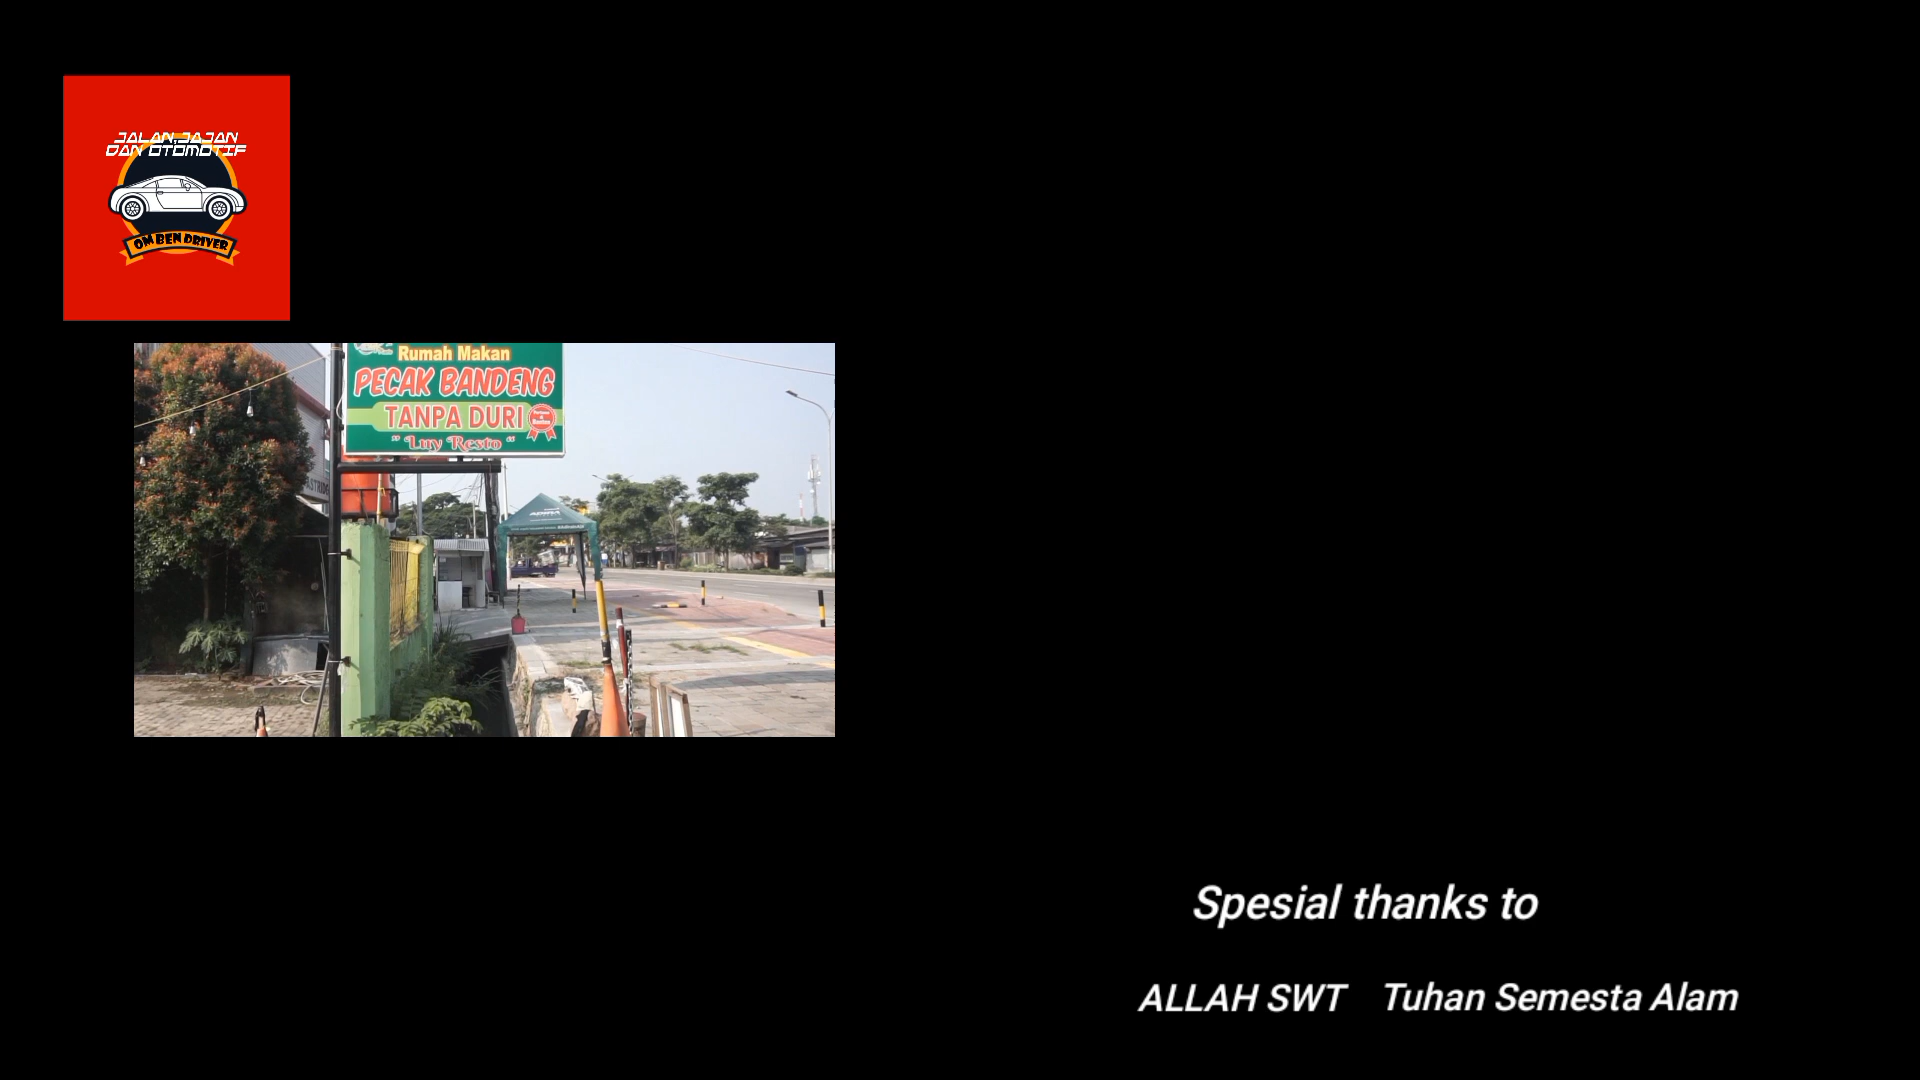 JALAN,JAJAN
DAN OTOMOTIF
OM BEN DRIVER
Rumah Makan
PECAK BANDENG
TANPA DURI
" Luy Resto "
Spesial thanks to
ALLAH SWT Tuhan Semesta Alam